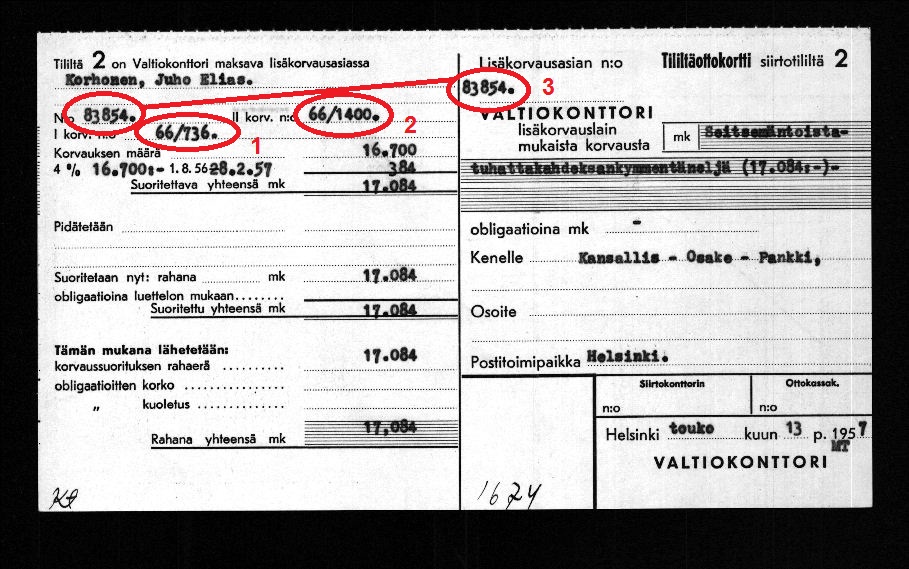 Tililtä 2 on Valtiokonttori maksava lisäkorvausasiassa
Korhonen, Juho Elias.
N:o 83854. II korv. n:o 66/1400. 2
I korv. n:o 66/736. 1
Korvauksen määrä 16.700
4 % 16.700:- 1.8.56 28.2.57 384
Suoritettava yhteensä mk 17.084
Pidätetään
Suoritetaan nyt: rahana mk 17.084
obligaatioina luettelon mukaan
Suoritettu yhteensä mk 17.084
Tämän mukana lähetetään:
korvaussuorituksen rahaerä 17.084
obligaatioitten korko
„ kuoletus
Rahana yhteensä mk 17,084
Lisäkorvausasian n:o Tililtäottokortti siirtotililtä 2
83854. 3
VALTIOKONTTORI
lisäkorvauslain mk Seitsemäntoista-
mukaista korvausta
tuhattakahdeksankymmentäneljä (17.084:-)-
obligaatioina mk -
Kenelle Kansallis - Osake - Pankki,
Osoite
Postitoimipaikka Helsinki.
Siirtokonttorin Ottokassak.
n:o n:o
Helsinki touko kuun 13 p. 1957
MT
VALTIOKONTTORI
1624